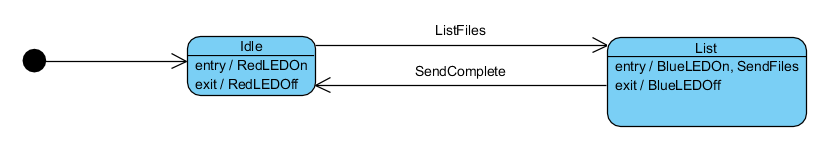 ListFiles
Idle
entry / RedLEDOn
exit / RedLEDOff
List
entry / BlueLEDOn, SendFiles
exit / BlueLEDOff
SendComplete